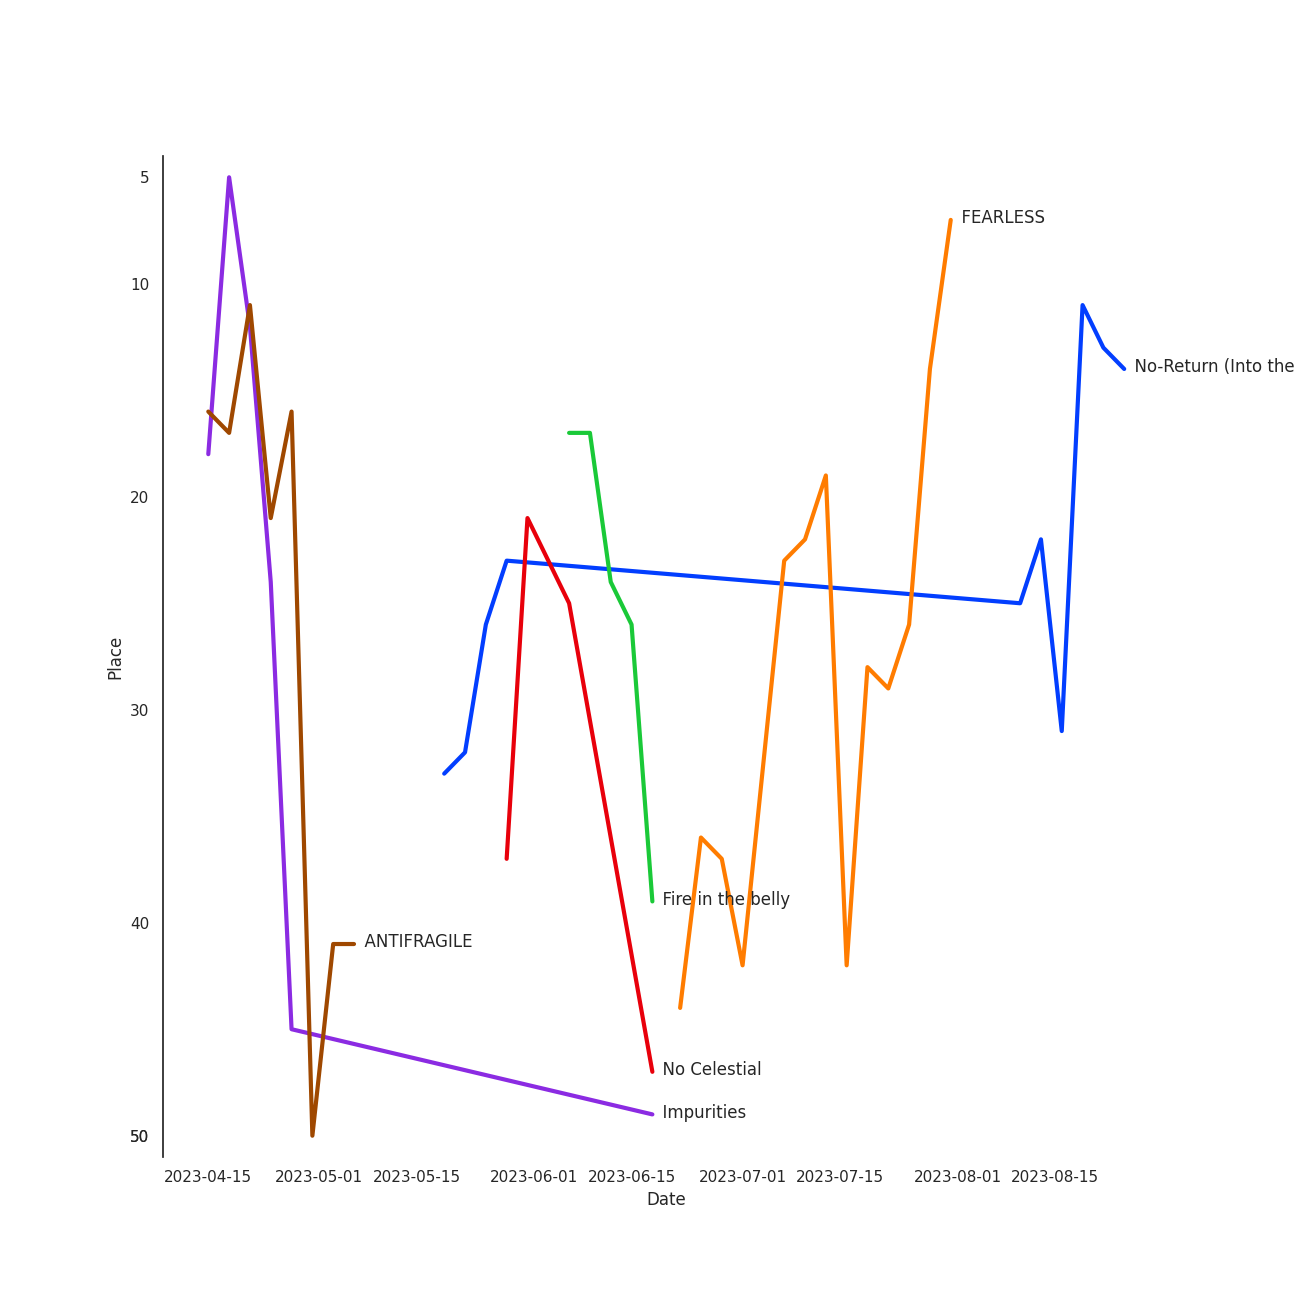 5
10
20
30
40
50
Place
FEARLESS
No-Return (Into the
Fire in the belly
ANTIFRAGILE
No Celestial
Impurities
2023-04-15 2023-05-01 2023-05-15 2023-06-01 2023-06-15 2023-07-01 2023-07-15 2023-08-01 2023-08-15
Date